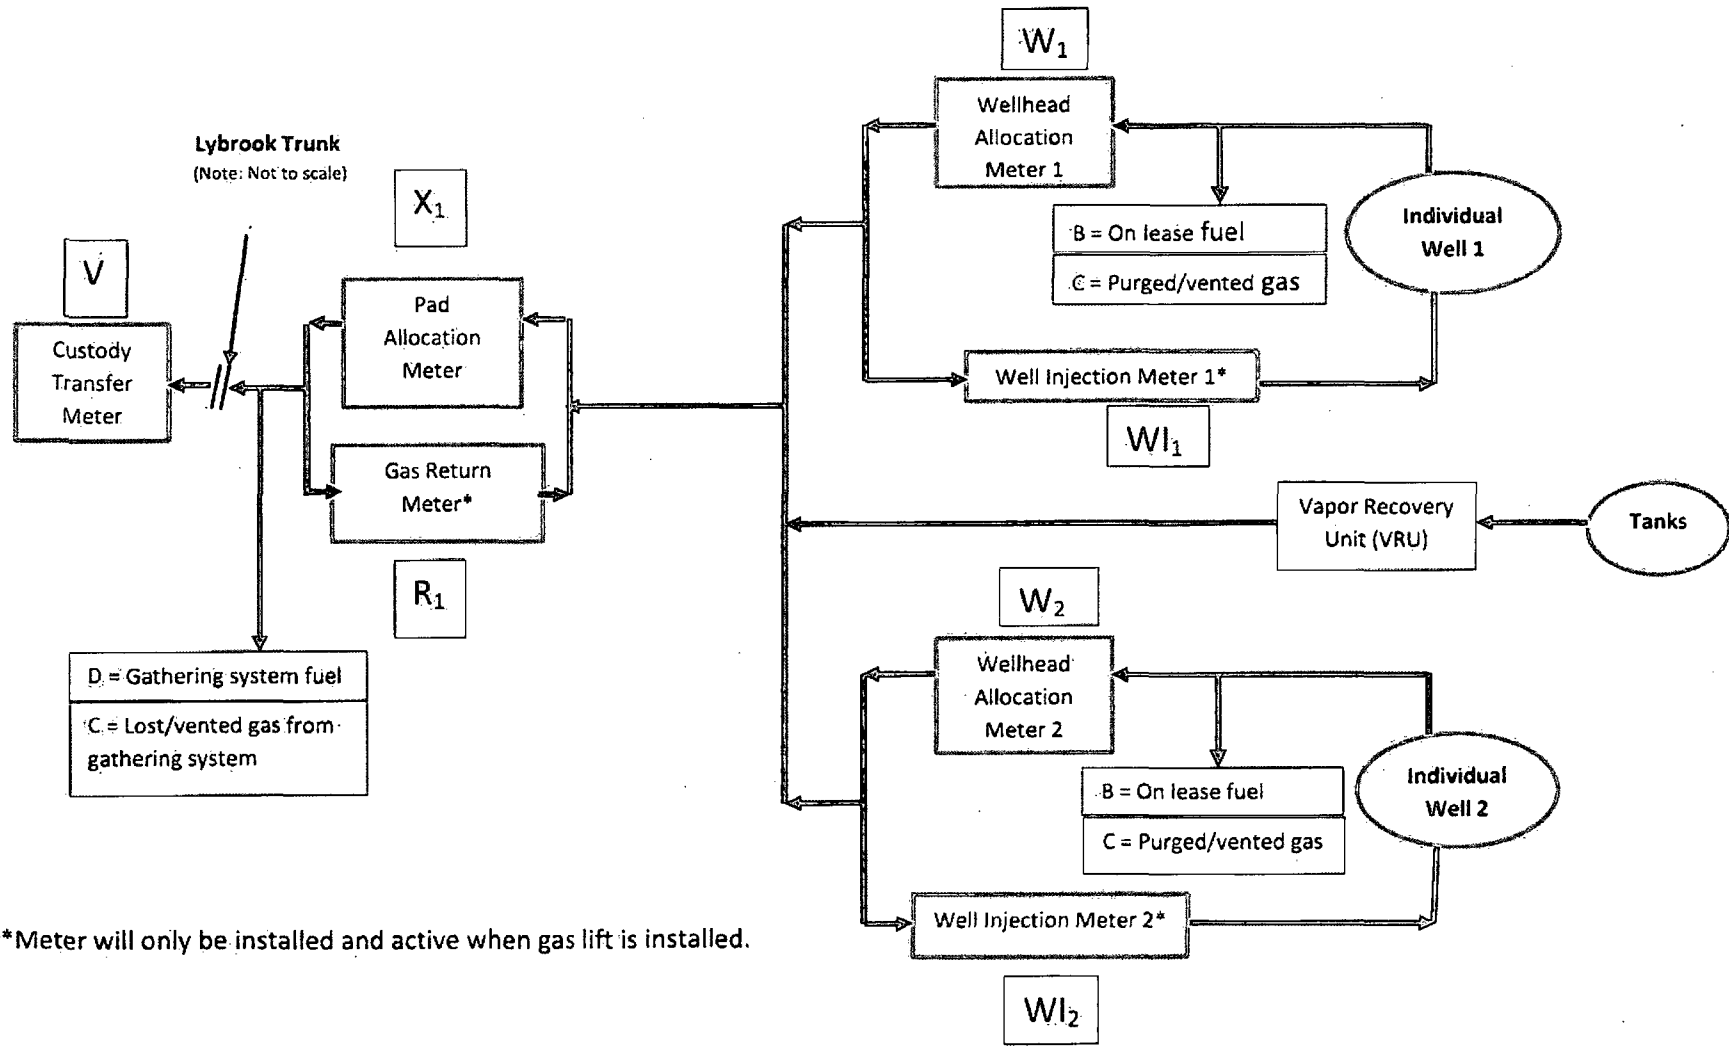 W₁
Wellhead
Allocation
Meter 1
Lybrook Trunk
(Note: Not to scale)
X₁
B = On lease fuel
C = Purged/vented gas
Individual
Well 1
V
Custody
Transfer
Meter
Pad
Allocation
Meter
Well Injection Meter 1*
WI₁
Gas Return
Meter*
R₁
Vapor Recovery
Unit (VRU)
Tanks
W₂
Wellhead
Allocation
Meter 2
D = Gathering system fuel
C = Lost/vented gas from
gathering system
B = On lease fuel
C = Purged/vented gas
Individual
Well 2
Well Injection Meter 2*
WI₂
*Meter will only be installed and active when gas lift is installed.